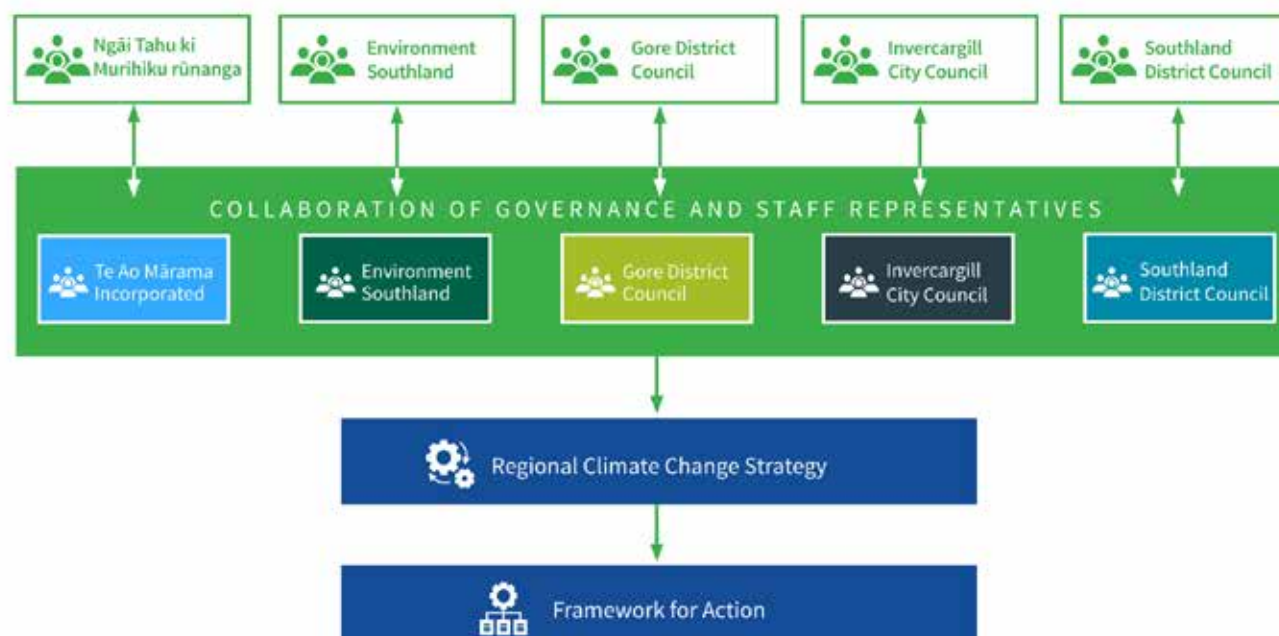 Ngāi Tahu ki
Murihiku rūnanga
Environment
Southland
Gore District
Council
Invercargill
City Council
Southland
District Council
COLLABORATION OF GOVERNANCE AND STAFF REPRESENTATIVES
Te Ao Mārama
Incorporated
Environment
Southland
Gore District
Council
Invercargill
City Council
Southland
District Council
Regional Climate Change Strategy
Framework for Action